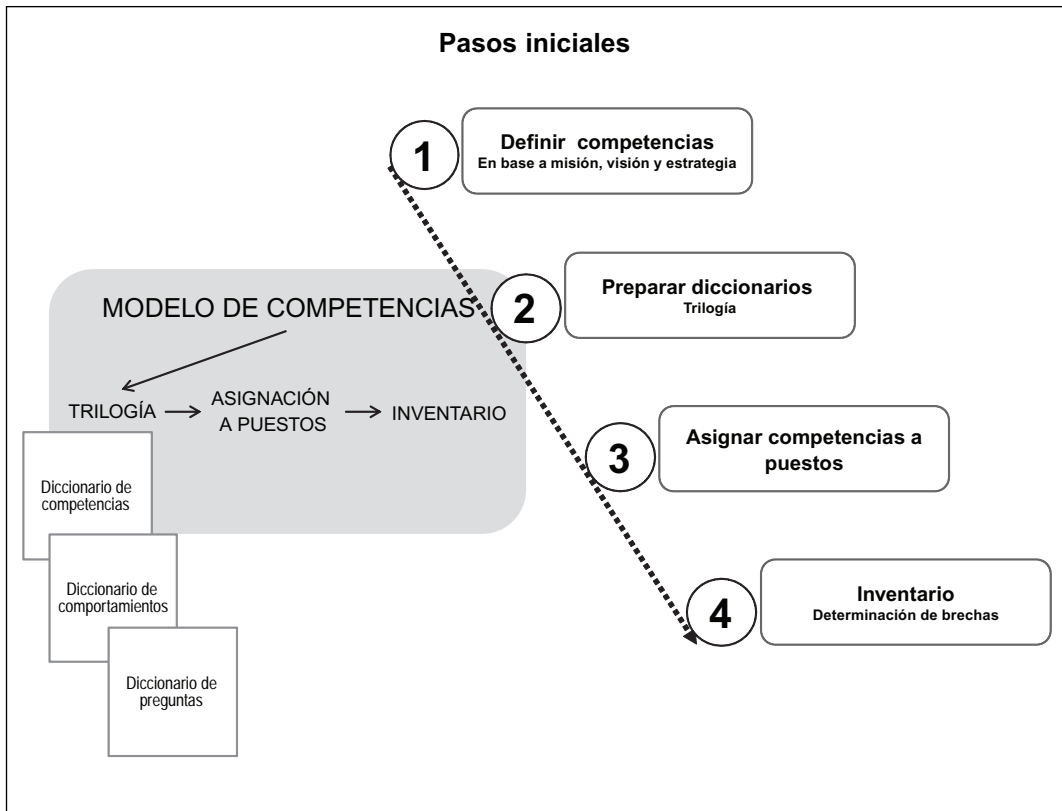 Pasos iniciales
1
Definir competencias
En base a misión, visión y estrategia
MODELO DE COMPETENCIAS
2
Preparar diccionarios
Trilogía
TRILOGÍA
ASIGNACIÓN
A PUESTOS
INVENTARIO
3
Asignar competencias a
puestos
Diccionario de
competencias
Diccionario de
comportamientos
Diccionario de
preguntas
4
Inventario
Determinación de brechas